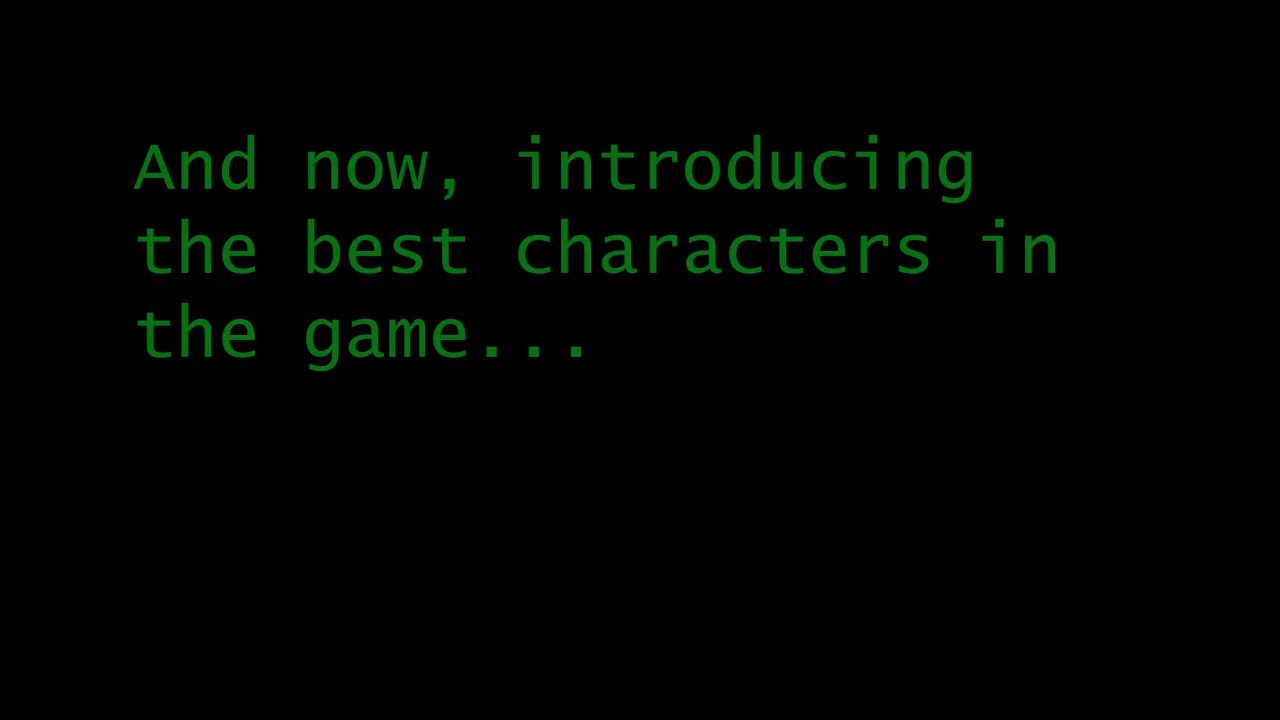 And now, introducing
the best characters in
the game...